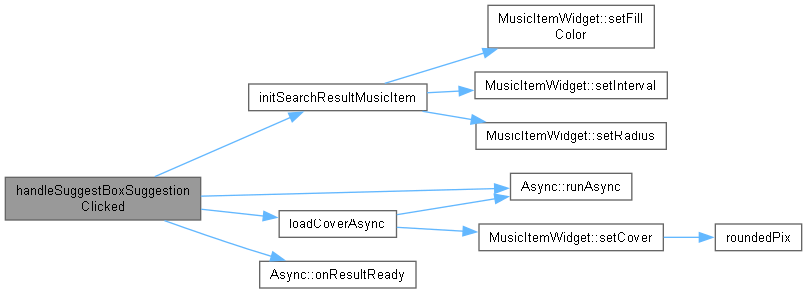 MusicItemWidget::setFill
Color
MusicItemWidget::setInterval
initSearchResultMusicItem
MusicItemWidget::setRadius
handleSuggestBoxSuggestion
Clicked
Async::runAsync
loadCoverAsync
MusicItemWidget::setCover
roundedPix
Async::onResultReady